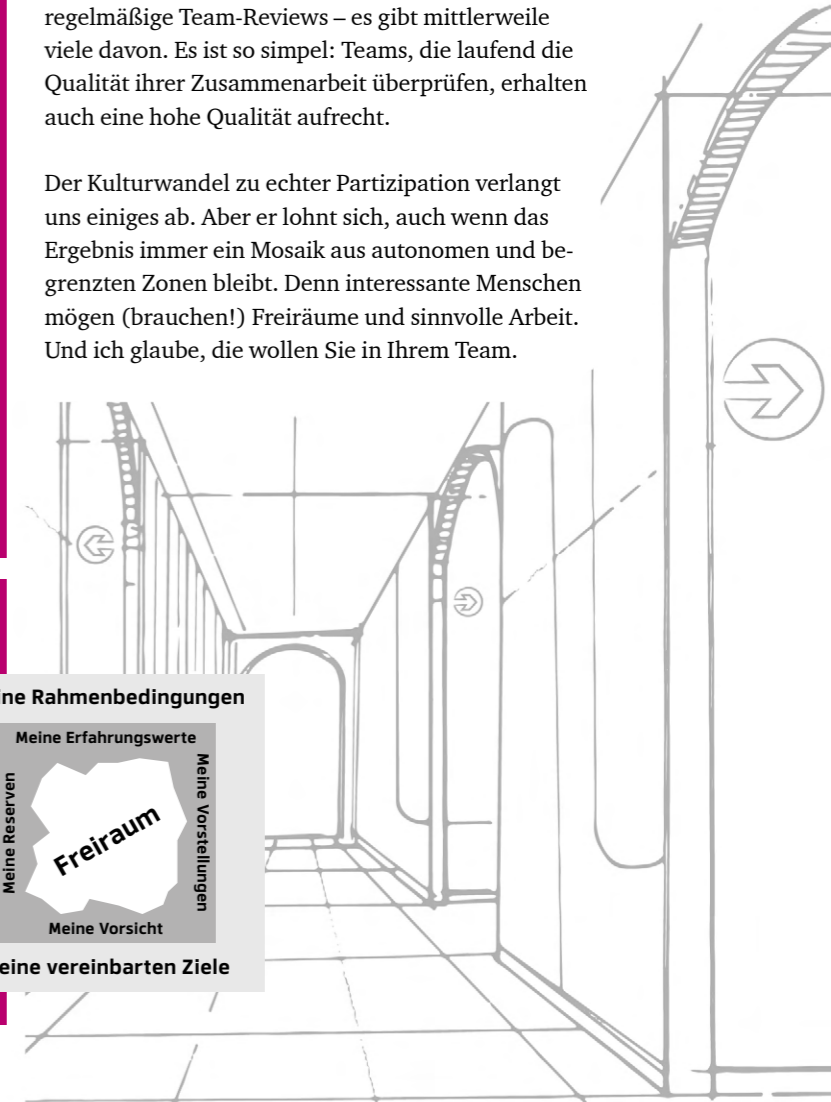 regelmäßige Team-Reviews – es gibt mittlerweile
viele davon. Es ist so simpel: Teams, die laufend die
Qualität ihrer Zusammenarbeit überprüfen, erhalten
auch eine hohe Qualität aufrecht.
Der Kulturwandel zu echter Partizipation verlangt
uns einiges ab. Aber er lohnt sich, auch wenn das
Ergebnis immer ein Mosaik aus autonomen und be-
grenzten Zonen bleibt. Denn interessante Menschen
mögen (brauchen!) Freiräume und sinnvolle Arbeit.
Und ich glaube, die wollen Sie in Ihrem Team.
ine Rahmenbedingungen
Meine Erfahrungswerte
Meine Reserven
Freiraum
Meine Vorstellungen
Meine Vorsicht
eine vereinbarten Ziele